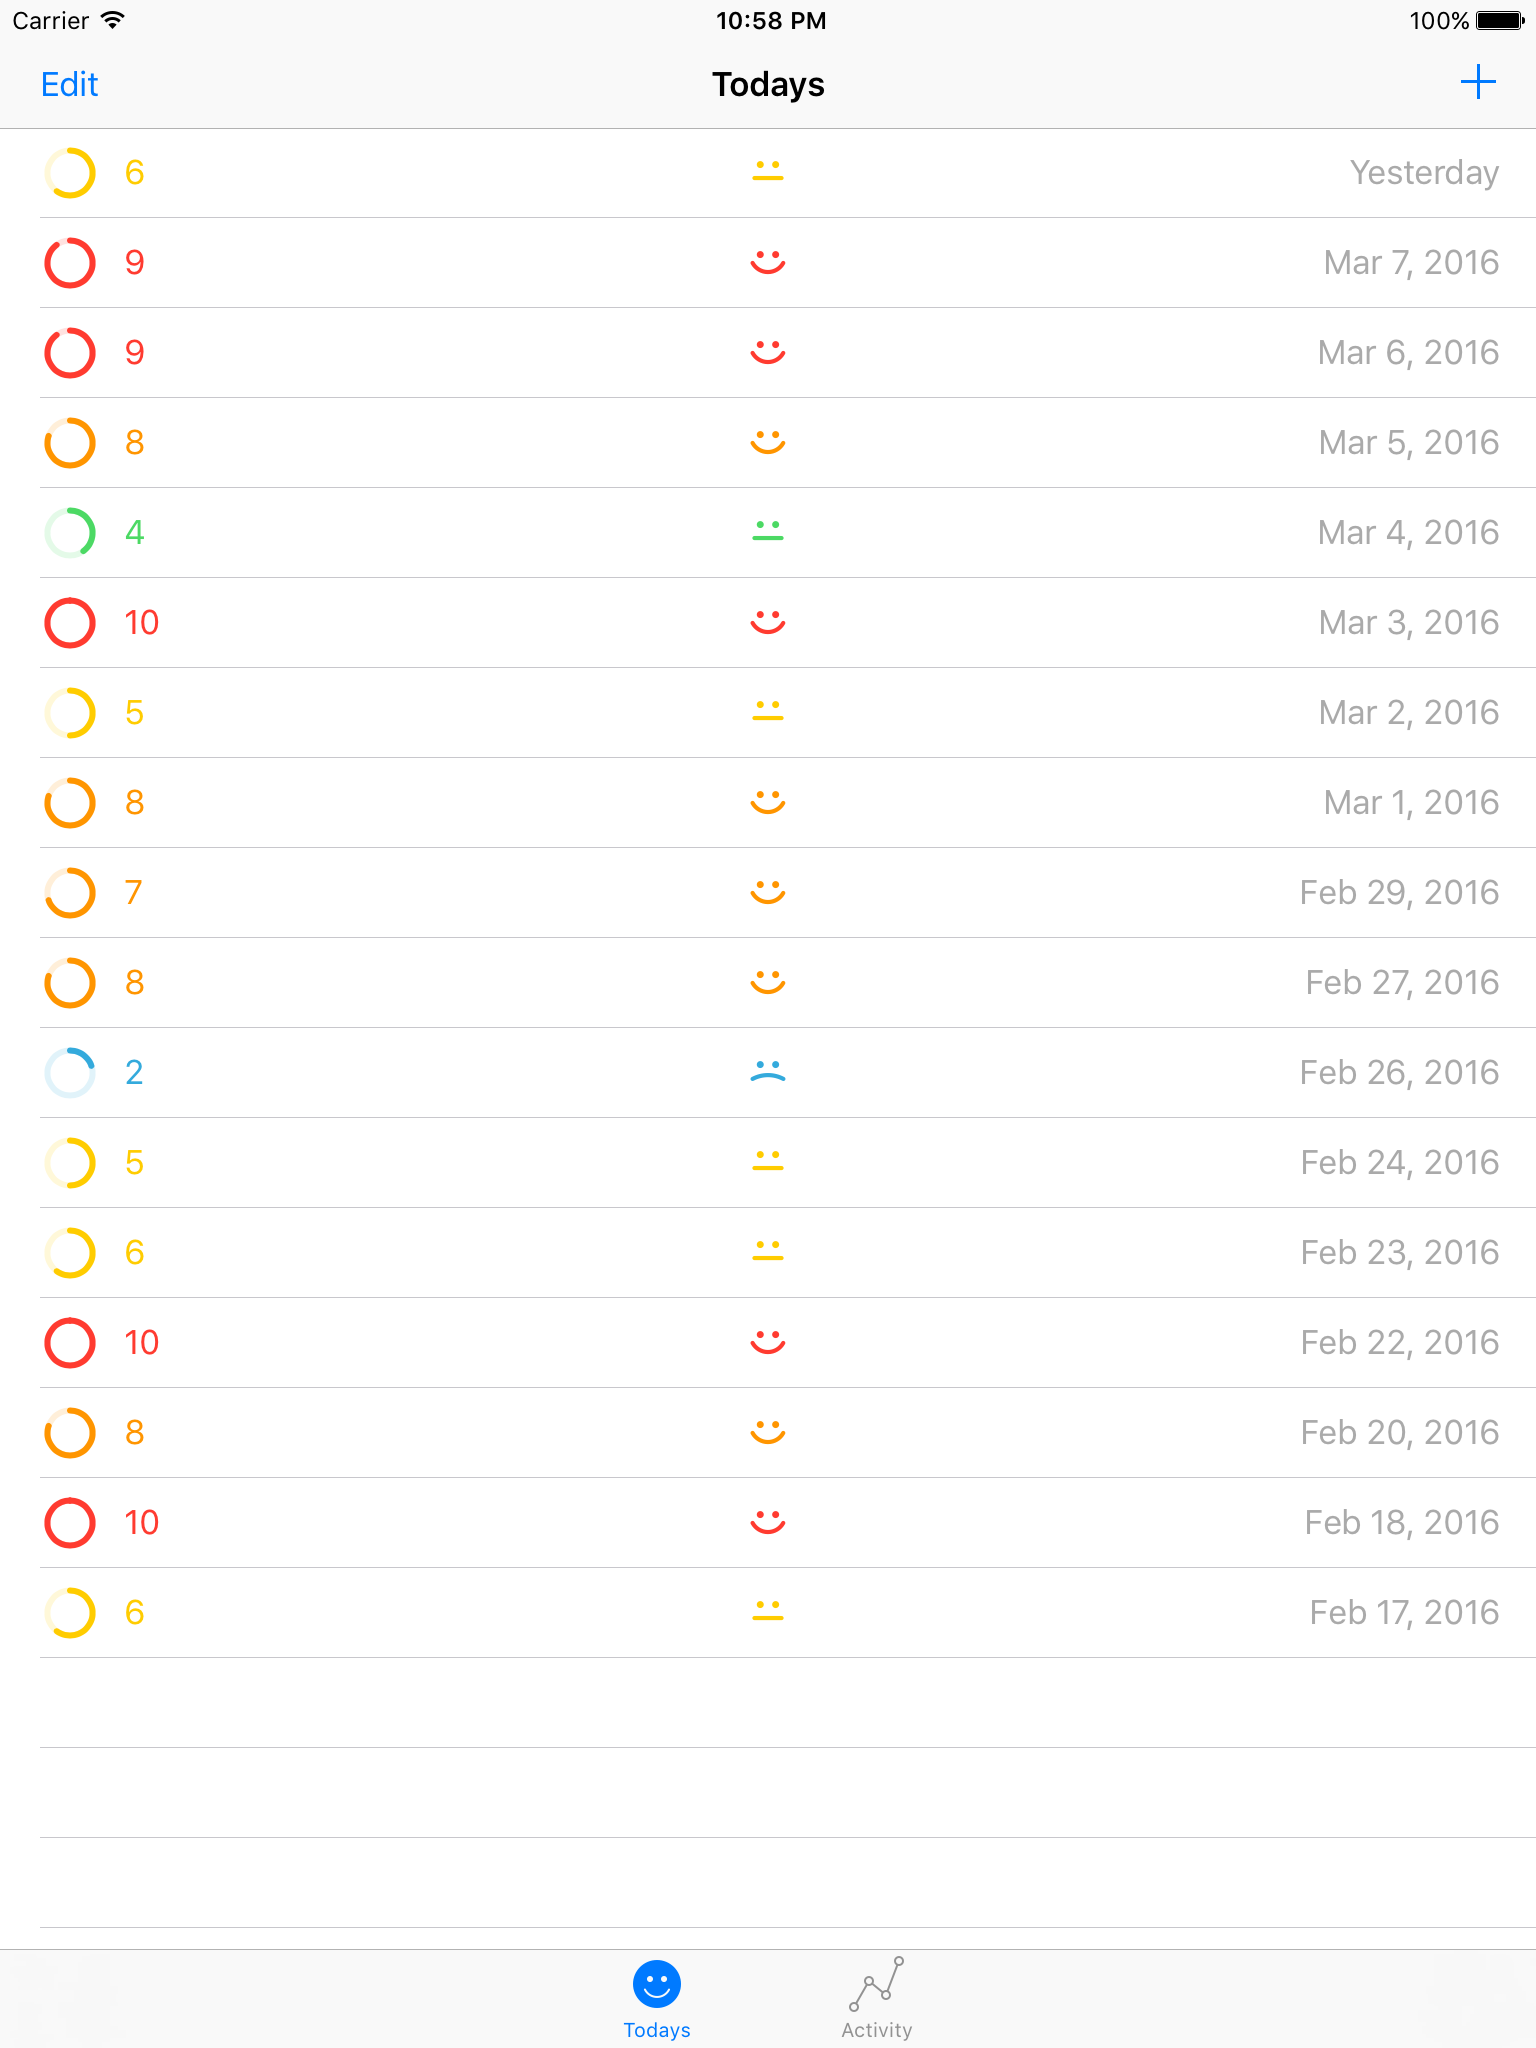 Carrier 10:58 PM 100%
Edit Todays
6 Yesterday
9 Mar 7, 2016
9 Mar 6, 2016
8 Mar 5, 2016
4 Mar 4, 2016
10 Mar 3, 2016
5 Mar 2, 2016
8 Mar 1, 2016
7 Feb 29, 2016
8 Feb 27, 2016
2 Feb 26, 2016
5 Feb 24, 2016
6 Feb 23, 2016
10 Feb 22, 2016
8 Feb 20, 2016
10 Feb 18, 2016
6 Feb 17, 2016
Todays Activity